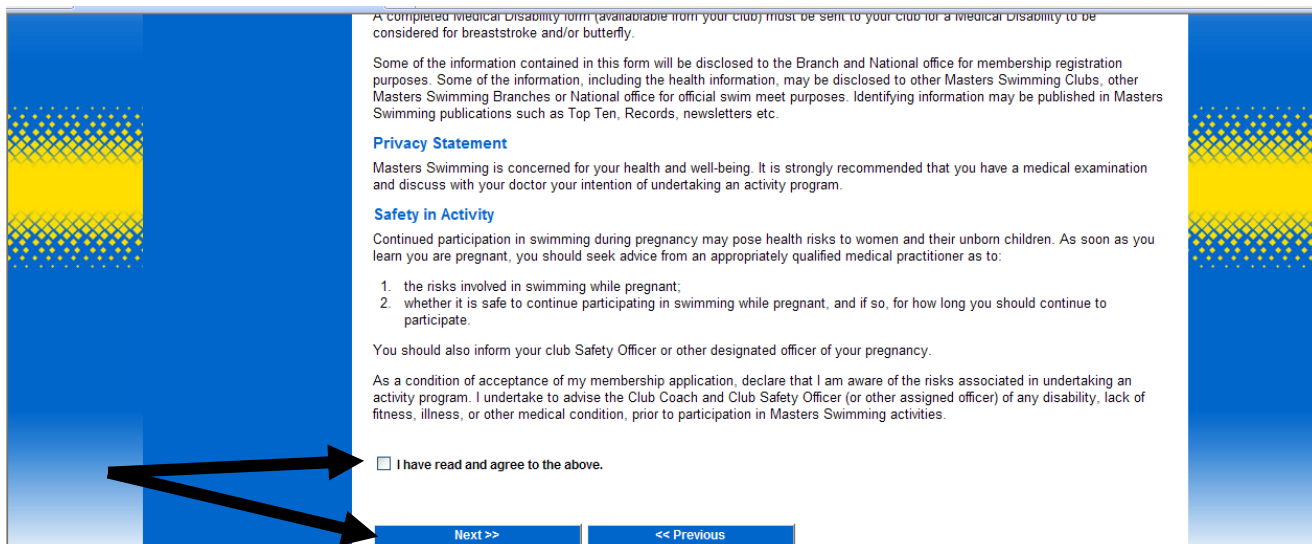 A completed Medical Disability form (availabiable from your club) must be sent to your club for a Medical Disability to be
considered for breaststroke and/or butterfly.
Some of the information contained in this form will be disclosed to the Branch and National office for membership registration
purposes. Some of the information, including the health information, may be disclosed to other Masters Swimming Clubs, other
Masters Swimming Branches or National office for official swim meet purposes. Identifying information may be published in Masters
Swimming publications such as Top Ten, Records, newsletters etc.
Privacy Statement
Masters Swimming is concerned for your health and well-being. It is strongly recommended that you have a medical examination
and discuss with your doctor your intention of undertaking an activity program.
Safety in Activity
Continued participation in swimming during pregnancy may pose health risks to women and their unborn children. As soon as you
learn you are pregnant, you should seek advice from an appropriately qualified medical practitioner as to:
1. the risks involved in swimming while pregnant;
2. whether it is safe to continue participating in swimming while pregnant, and if so, for how long you should continue to
participate.
You should also inform your club Safety Officer or other designated officer of your pregnancy.
As a condition of acceptance of my membership application, declare that I am aware of the risks associated in undertaking an
activity program. I undertake to advise the Club Coach and Club Safety Officer (or other assigned officer) of any disability, lack of
fitness, illness, or other medical condition, prior to participation in Masters Swimming activities.
I have read and agree to the above.
Next >> << Previous